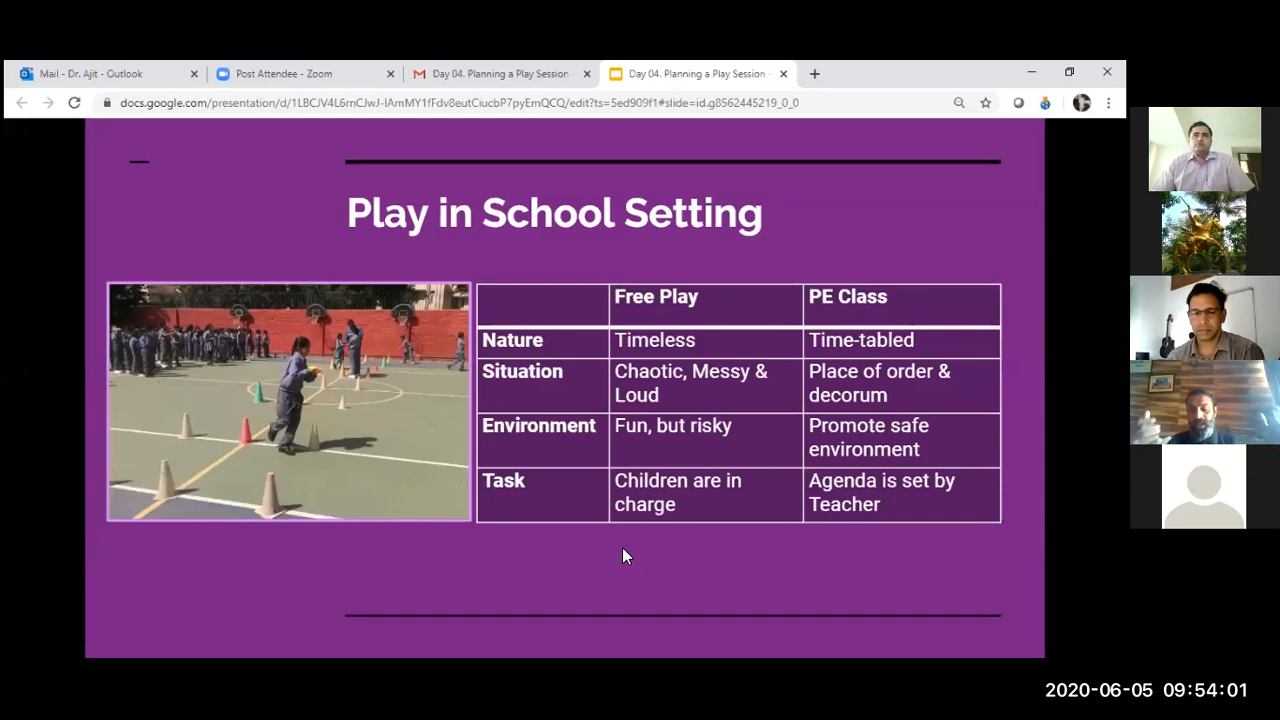 Mail - Dr. Ajit - Outlook
Post Attendee - Zoom
Day 04. Planning a Play Session -
Day 04. Planning a Play Session -
docs.google.com/presentation/d/1LBCJV4L6rnCJwJ-IAmMY1fFdv8eutCiucbP7pyEmQCQ/edit?ts=5ed909f1#slide=id.g8562445219_0_0
Play in School Setting
Free Play
PE Class
Nature
Timeless
Time-tabled
Situation
Chaotic, Messy &
Loud
Place of order &
decorum
Environment
Fun, but risky
Promote safe
environment
Task
Children are in
charge
Agenda is set by
Teacher
2020-06-05 09:54:01